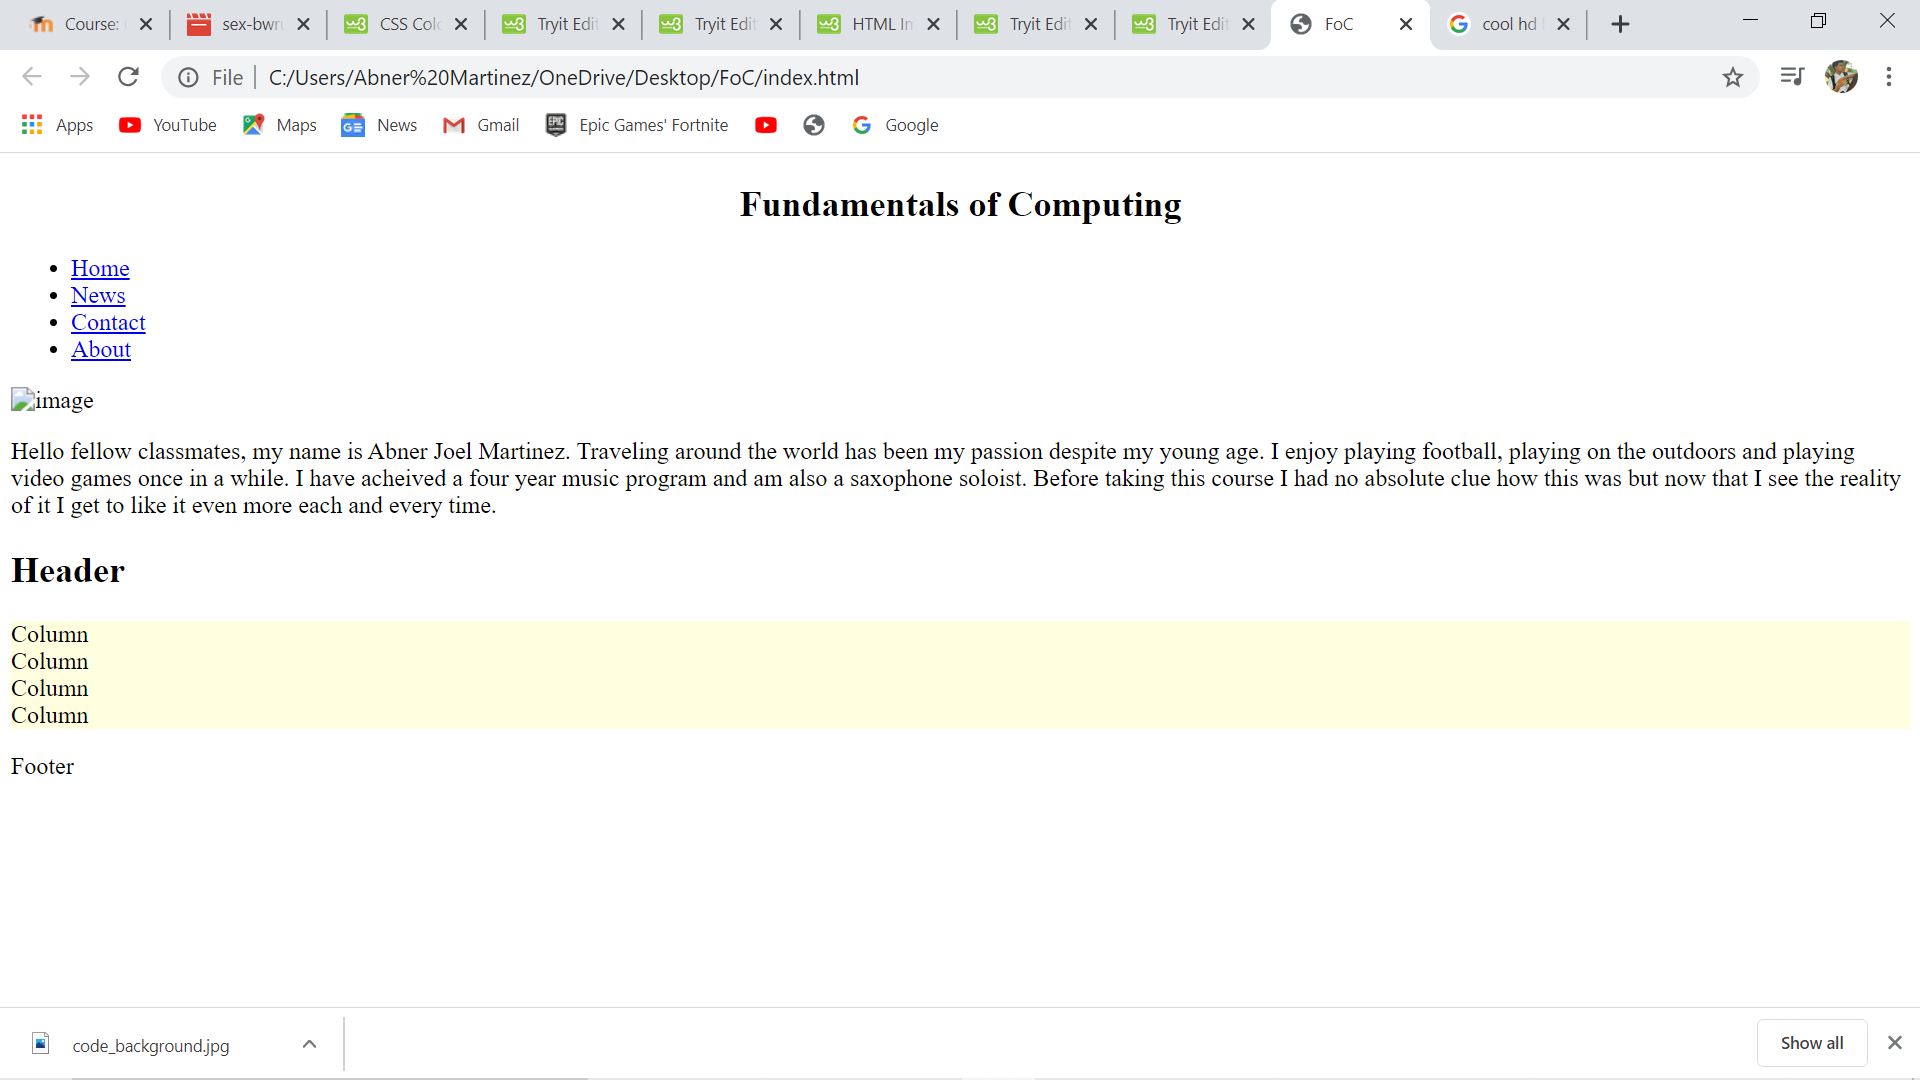 Course:
sex-bwr
CSS Colo
Tryit Edit
Tryit Edit
HTML Im
Tryit Edit
Tryit Edit
FoC
cool hd
File
C:/Users/Abner%20Martinez/OneDrive/Desktop/FoC/index.html
Apps
YouTube
Maps
News
Gmail
Epic Games' Fortnite
Google
Fundamentals of Computing
Home
News
Contact
About
image
Hello fellow classmates, my name is Abner Joel Martinez. Traveling around the world has been my passion despite my young age. I enjoy playing football, playing on the outdoors and playing
video games once in a while. I have acheived a four year music program and am also a saxophone soloist. Before taking this course I had no absolute clue how this was but now that I see the reality
of it I get to like it even more each and every time.
Header
Column
Column
Column
Column
Footer
code_background.jpg
Show all